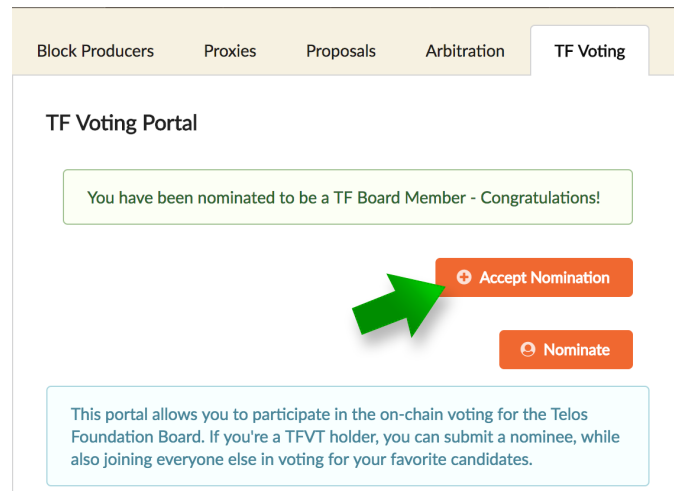 Block Producers Proxies Proposals Arbitration TF Voting
TF Voting Portal
You have been nominated to be a TF Board Member - Congratulations!
Accept Nomination
Nominate
This portal allows you to participate in the on-chain voting for the Telos
Foundation Board. If you're a TFVT holder, you can submit a nominee, while
also joining everyone else in voting for your favorite candidates.